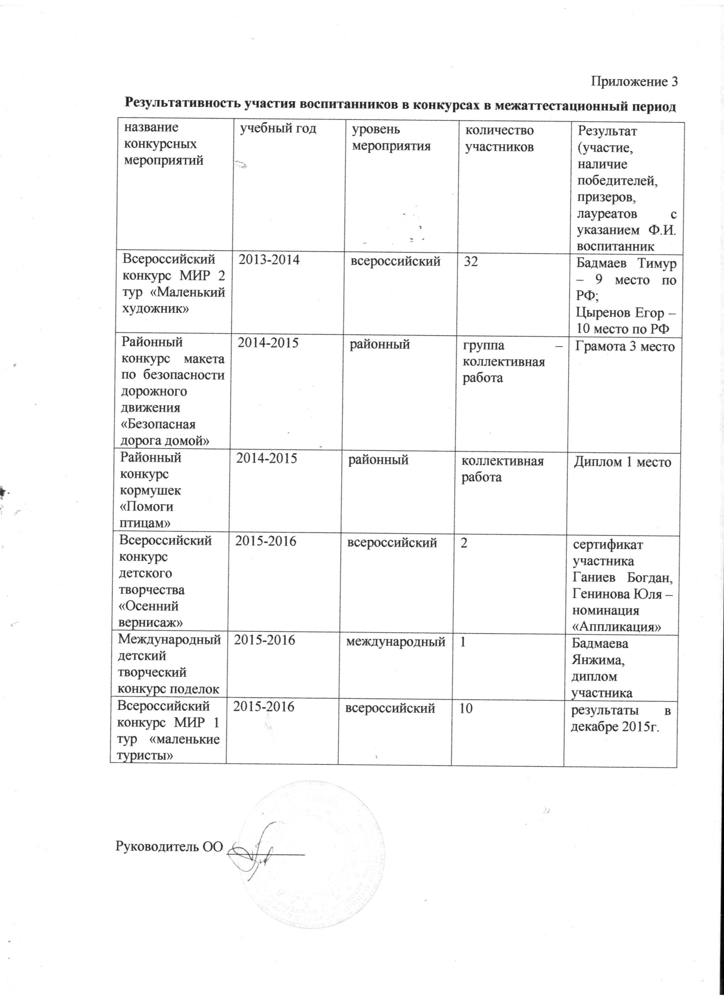 Приложение 3
Результативность участия воспитанников в конкурсах в межаттестационный период
название
конкурсных
мероприятий
учебный год
уровень
мероприятия
количество
участников
Результат
(участие,
наличие
победителей,
призеров,
лауреатов с
указанием Ф.И.
воспитанник
Всероссийский
конкурс МИР 2
тур «Маленький
художник»
2013-2014
всероссийский
32
Бадмаев Тимур
– 9 место по
РФ;
Цыренов Егор –
10 место по РФ
Районный
конкурс макета
по безопасности
дорожного
движения
«Безопасная
дорога домой»
2014-2015
районный
группа –
коллективная
работа
Грамота 3 место
Районный
конкурс
кормушек
«Помоги
птицам»
2014-2015
районный
коллективная
работа
Диплом 1 место
Всероссийский
конкурс
детского
творчества
«Осенний
вернисаж»
2015-2016
всероссийский
2
сертификат
участника
Ганиев Богдан,
Генинова Юля –
номинация
«Аппликация»
Международный
детский
творческий
конкурс поделок
2015-2016
международный
1
Бадмаева
Янжима,
диплом
участника
Всероссийский
конкурс МИР 1
тур «маленькие
туристы»
2015-2016
всероссийский
10
результаты в
декабре 2015г.
Руководитель ОО